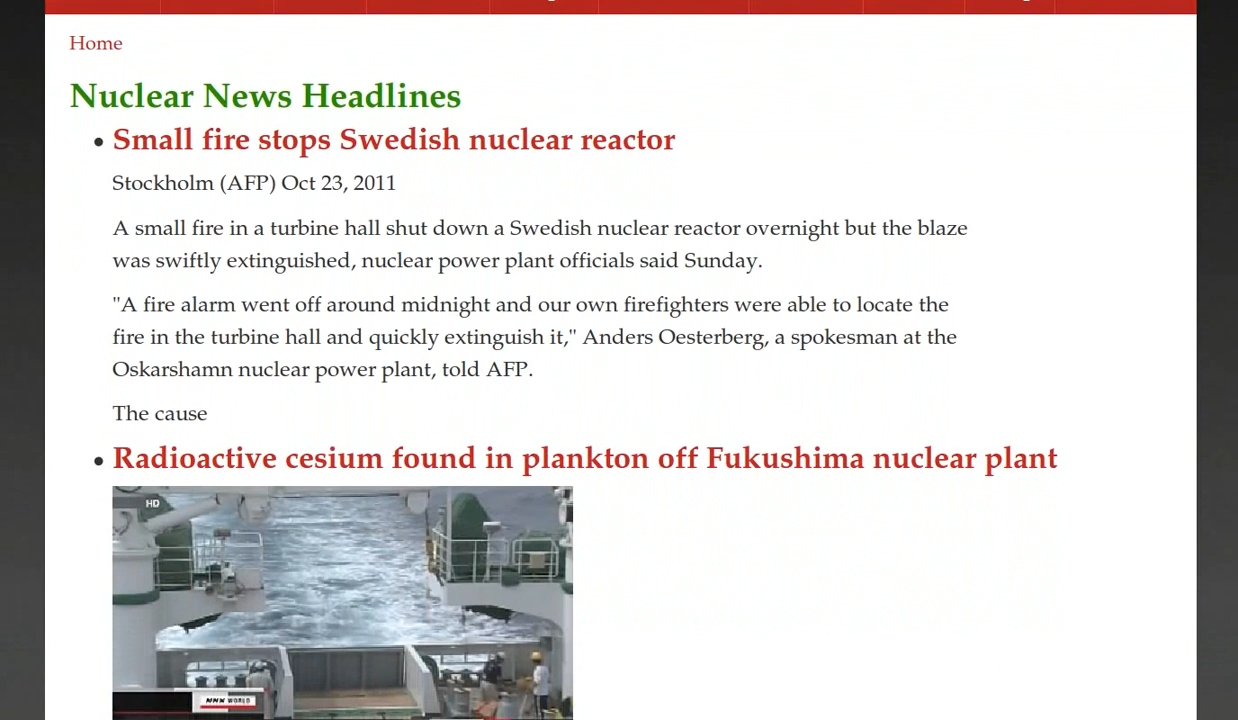 Home
Nuclear News Headlines
Small fire stops Swedish nuclear reactor
Stockholm (AFP) Oct 23, 2011
A small fire in a turbine hall shut down a Swedish nuclear reactor overnight but the blaze
was swiftly extinguished, nuclear power plant officials said Sunday.
"A fire alarm went off around midnight and our own firefighters were able to locate the
fire in the turbine hall and quickly extinguish it," Anders Oesterberg, a spokesman at the
Oskarshamn nuclear power plant, told AFP.
The cause
Radioactive cesium found in plankton off Fukushima nuclear plant
HD
NHK WORLD